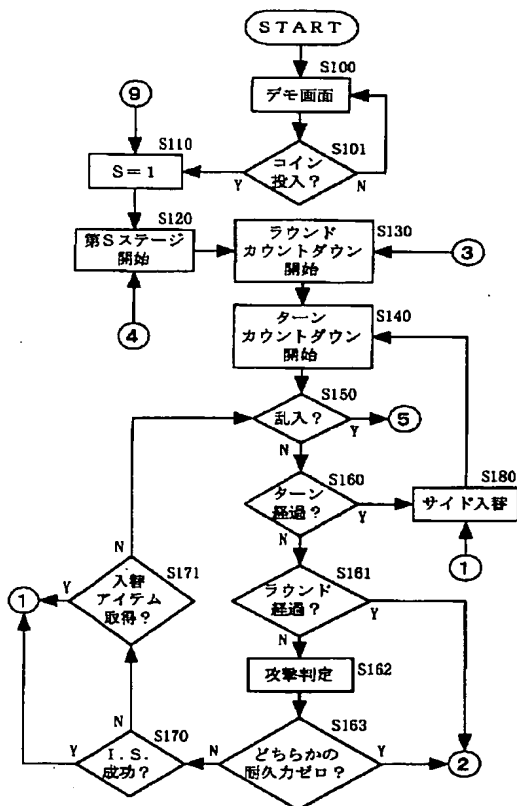 START
S100
デモ画面
⑨
S110
S=1
S101
コイン
投入?
Y
N
S120
第Sステージ
開始
S130
ラウンド
カウントダウン
開始
③
④
S140
ターン
カウントダウン
開始
S150
乱入?
Y
⑤
N
S160
ターン
経過?
Y
S180
サイド入替
①
N
S161
ラウンド
経過?
Y
N
S162
攻撃判定
S163
どちらかの
耐久力ゼロ?
Y
②
N
S170
I.S.
成功?
Y
N
S171
入替
アイテム
取得?
Y
①
N